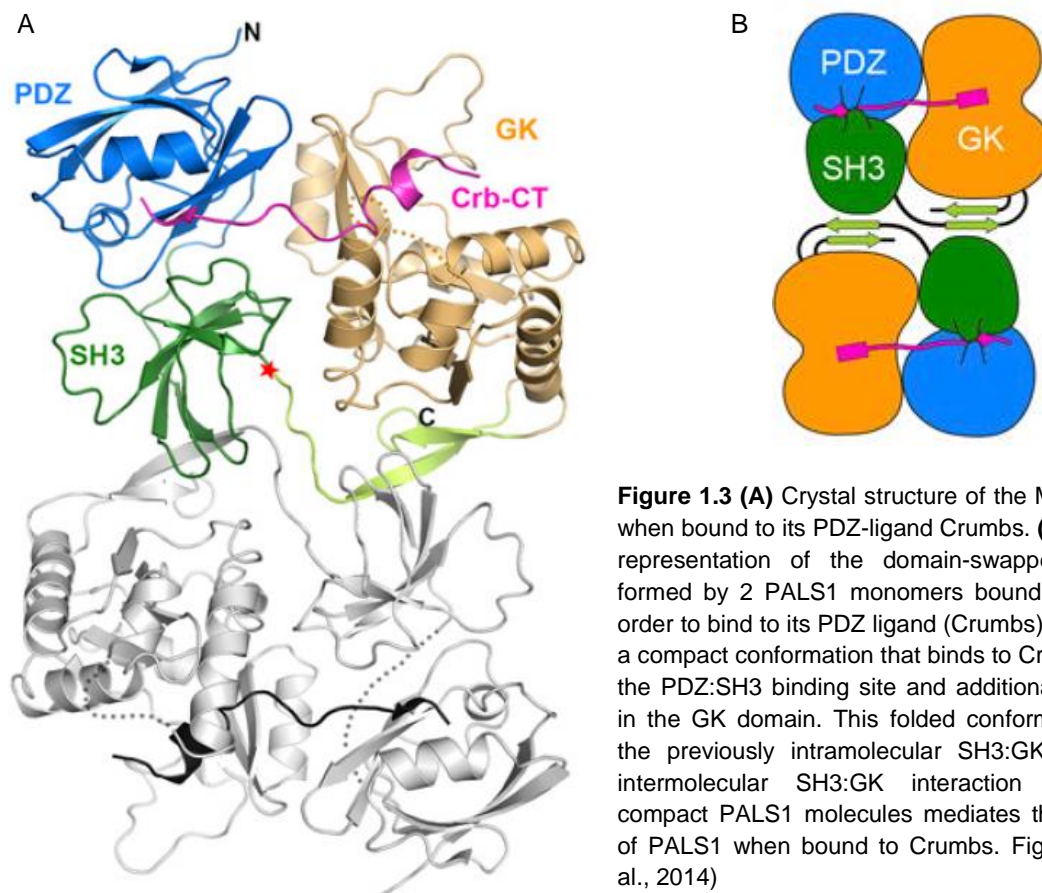 A
B
N
PDZ
GK
Crb-CT
SH3
C
PDZ
GK
SH3
Figure 1.3 (A) Crystal structure of the
when bound to its PDZ-ligand Crumbs.
representation of the domain-swappe
formed by 2 PALS1 monomers bound
order to bind to its PDZ ligand (Crumbs)
a compact conformation that binds to Cr
the PDZ:SH3 binding site and additiona
in the GK domain. This folded conform
the previously intramolecular SH3:GK
intermolecular SH3:GK interaction
compact PALS1 molecules mediates th
of PALS1 when bound to Crumbs. Fig
al., 2014)